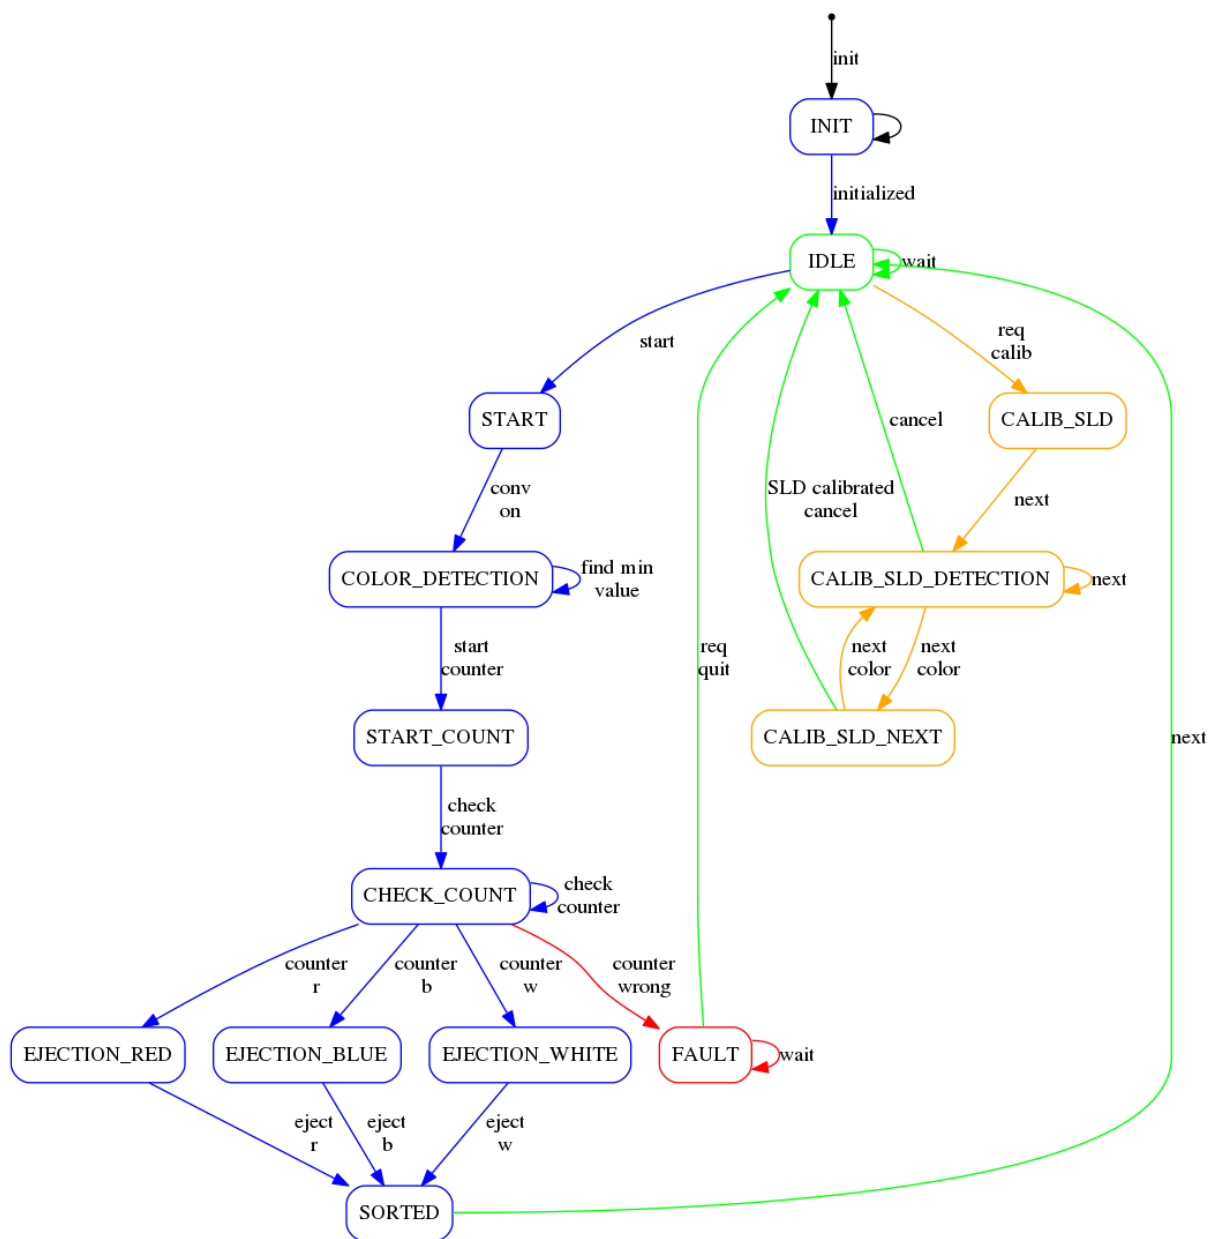 init
INIT
initialized
IDLE
wait
start
req
calib
START
CALIB_SLD
cancel
conv
on
SLD calibrated
cancel
next
COLOR_DETECTION
find min
value
CALIB_SLD_DETECTION
next
start
counter
req
quit
next
color
next
color
START_COUNT
CALIB_SLD_NEXT
next
check
counter
CHECK_COUNT
check
counter
counter
r
counter
b
counter
w
counter
wrong
EJECTION_RED
EJECTION_BLUE
EJECTION_WHITE
FAULT
wait
eject
r
eject
b
eject
w
SORTED